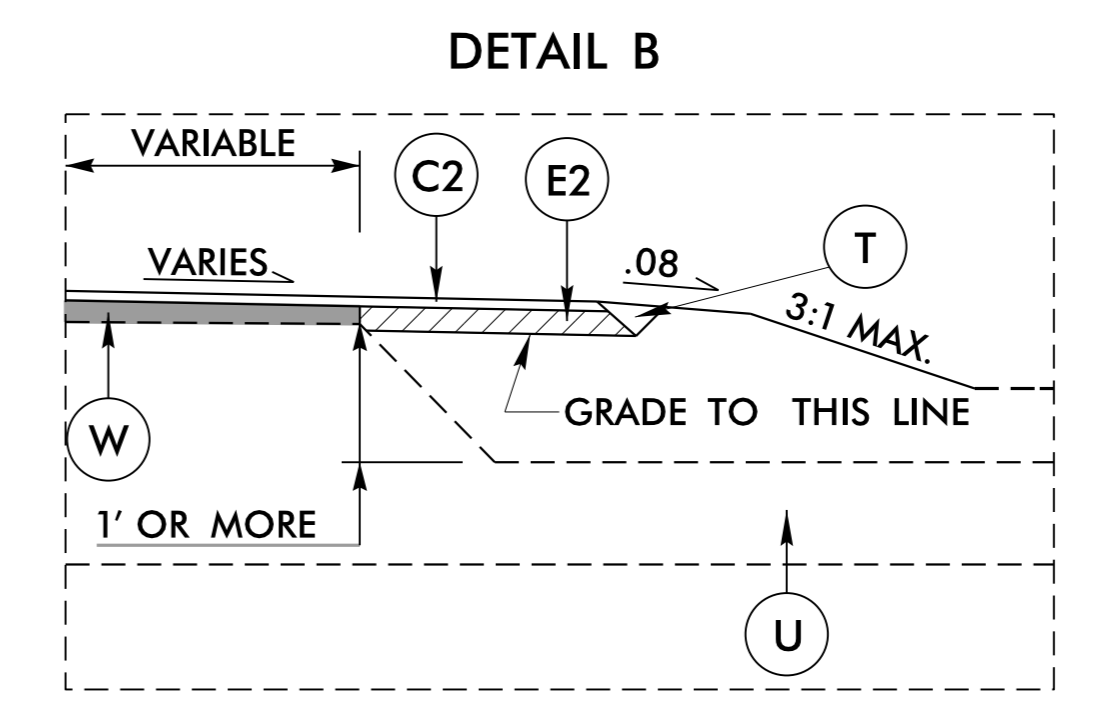 DETAIL B
VARIABLE
C2
E2
T
VARIES
.08
3:1 MAX.
GRADE TO THIS LINE
W
1' OR MORE
U